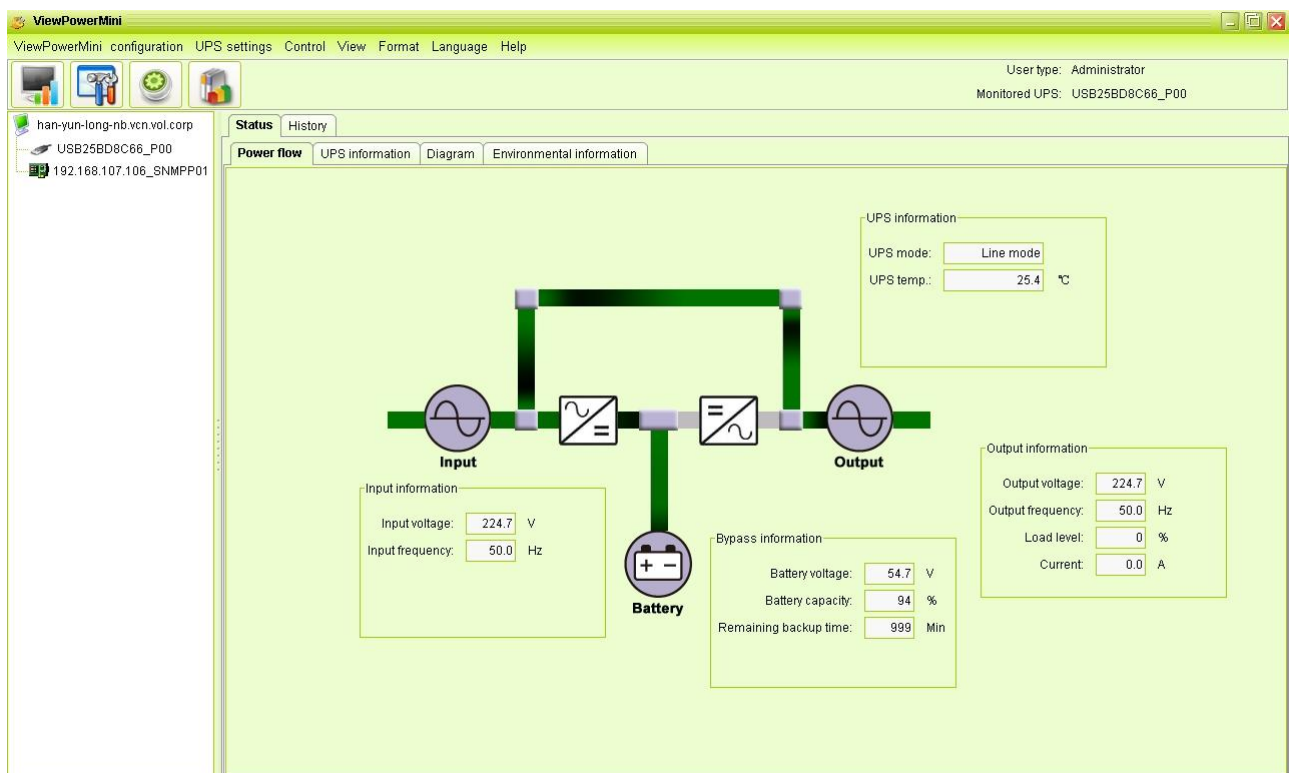 ViewPowerMini
ViewPowerMini configuration UPS settings Control View Format Language Help
User type: Administrator
Monitored UPS: USB25BD8C66_P00
han-yun-long-nb.vcn.vol.corp
USB25BD8C66_P00
192.168.107.106_SNMPP01
Status History
Power flow UPS information Diagram Environmental information
UPS information
UPS mode: Line mode
UPS temp.: 25.4 ℃
Input
Output
Input information
Input voltage: 224.7 V
Input frequency: 50.0 Hz
Battery
Bypass information
Battery voltage: 54.7 V
Battery capacity: 94 %
Remaining backup time: 999 Min
Output information
Output voltage: 224.7 V
Output frequency: 50.0 Hz
Load level: 0 %
Current: 0.0 A